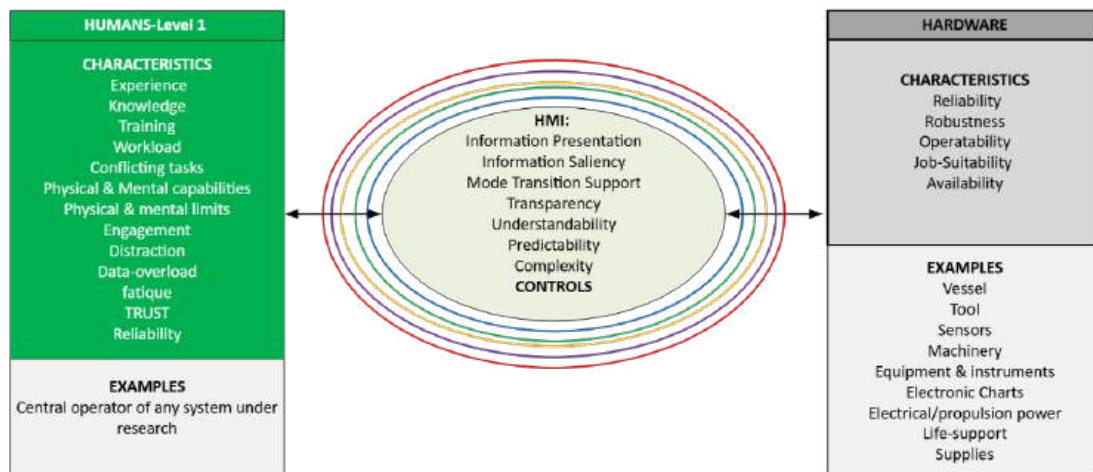 HUMANS-Level 1
CHARACTERISTICS
Experience
Knowledge
Training
Workload
Conflicting tasks
Physical & Mental capabilities
Physical & mental limits
Engagement
Distraction
Data-overload
fatique
TRUST
Reliability
EXAMPLES
Central operator of any system under
research
HMI:
Information Presentation
Information Saliency
Mode Transition Support
Transparency
Understandability
Predictability
Complexity
CONTROLS
HARDWARE
CHARACTERISTICS
Reliability
Robustness
Operatability
Job-Suitability
Availability
EXAMPLES
Vessel
Tool
Sensors
Machinery
Equipment & instruments
Electronic Charts
Electrical/propulsion power
Life-support
Supplies